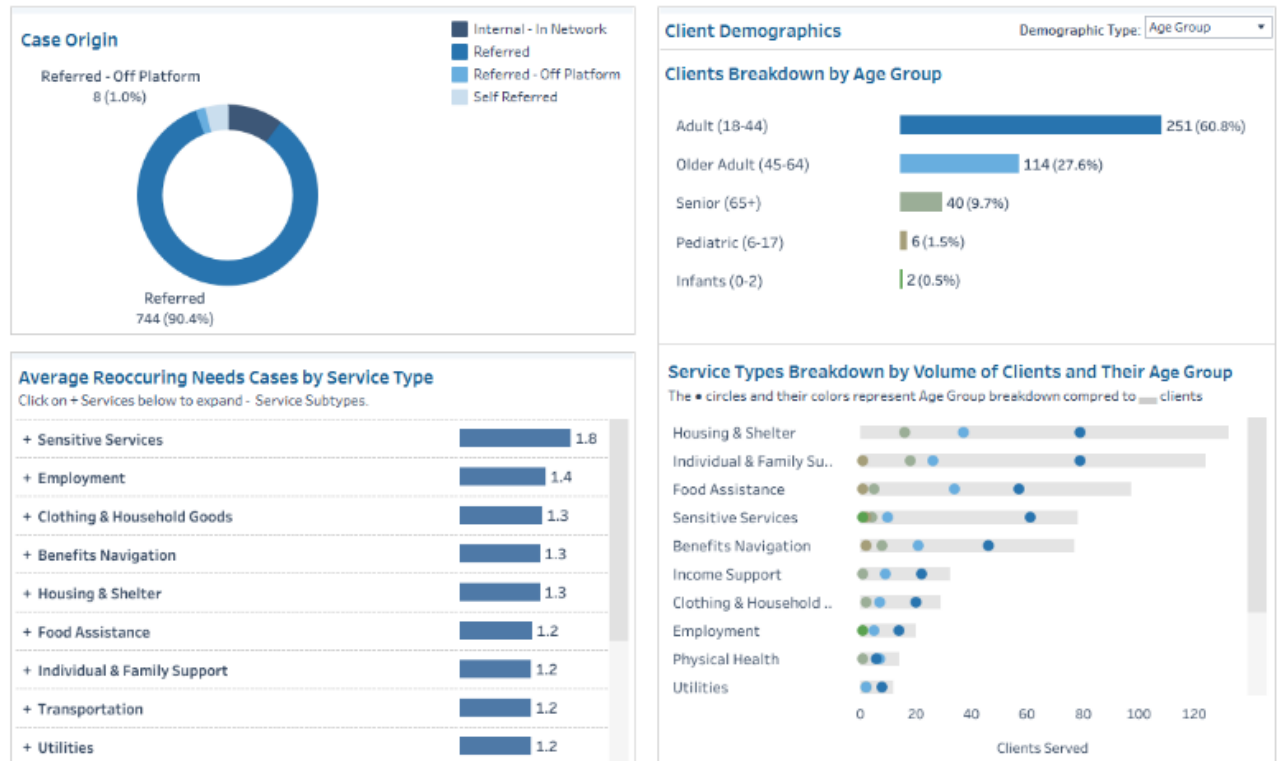 Case Origin
Internal - In Network
Referred
Referred - Off Platform
Self Referred
Referred - Off Platform
8 (1.0%)
Referred
744 (90.4%)
Client Demographics
Demographic Type: Age Group
Clients Breakdown by Age Group
Adult (18-44) 251 (60.8%)
Older Adult (45-64) 114 (27.6%)
Senior (65+) 40 (9.7%)
Pediatric (6-17) 6 (1.5%)
Infants (0-2) 2 (0.5%)
Average Reoccuring Needs Cases by Service Type
Click on + Services below to expand - Service Subtypes.
+ Sensitive Services 1.8
+ Employment 1.4
+ Clothing & Household Goods 1.3
+ Benefits Navigation 1.3
+ Housing & Shelter 1.3
+ Food Assistance 1.2
+ Individual & Family Support 1.2
+ Transportation 1.2
+ Utilities 1.2
Service Types Breakdown by Volume of Clients and Their Age Group
The • circles and their colors represent Age Group breakdown compred to __ clients
Housing & Shelter
Individual & Family Su..
Food Assistance
Sensitive Services
Benefits Navigation
Income Support
Clothing & Household ..
Employment
Physical Health
Utilities
0 20 40 60 80 100 120
Clients Served